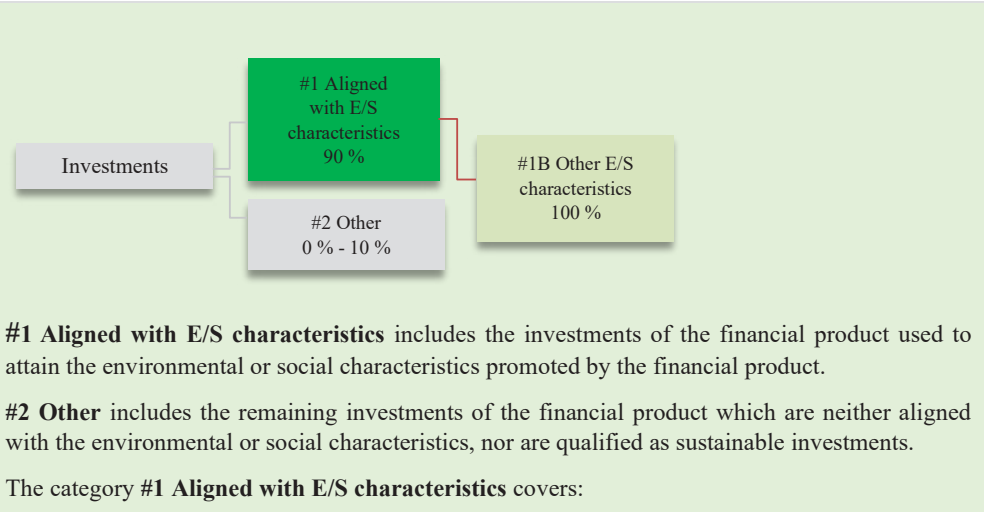 #1 Aligned
with E/S
characteristics
90 %
Investments
#1B Other E/S
characteristics
100 %
#2 Other
0 % - 10 %
#1 Aligned with E/S characteristics includes the investments of the financial product used to
attain the environmental or social characteristics promoted by the financial product.
#2 Other includes the remaining investments of the financial product which are neither aligned
with the environmental or social characteristics, nor are qualified as sustainable investments.
The category #1 Aligned with E/S characteristics covers: